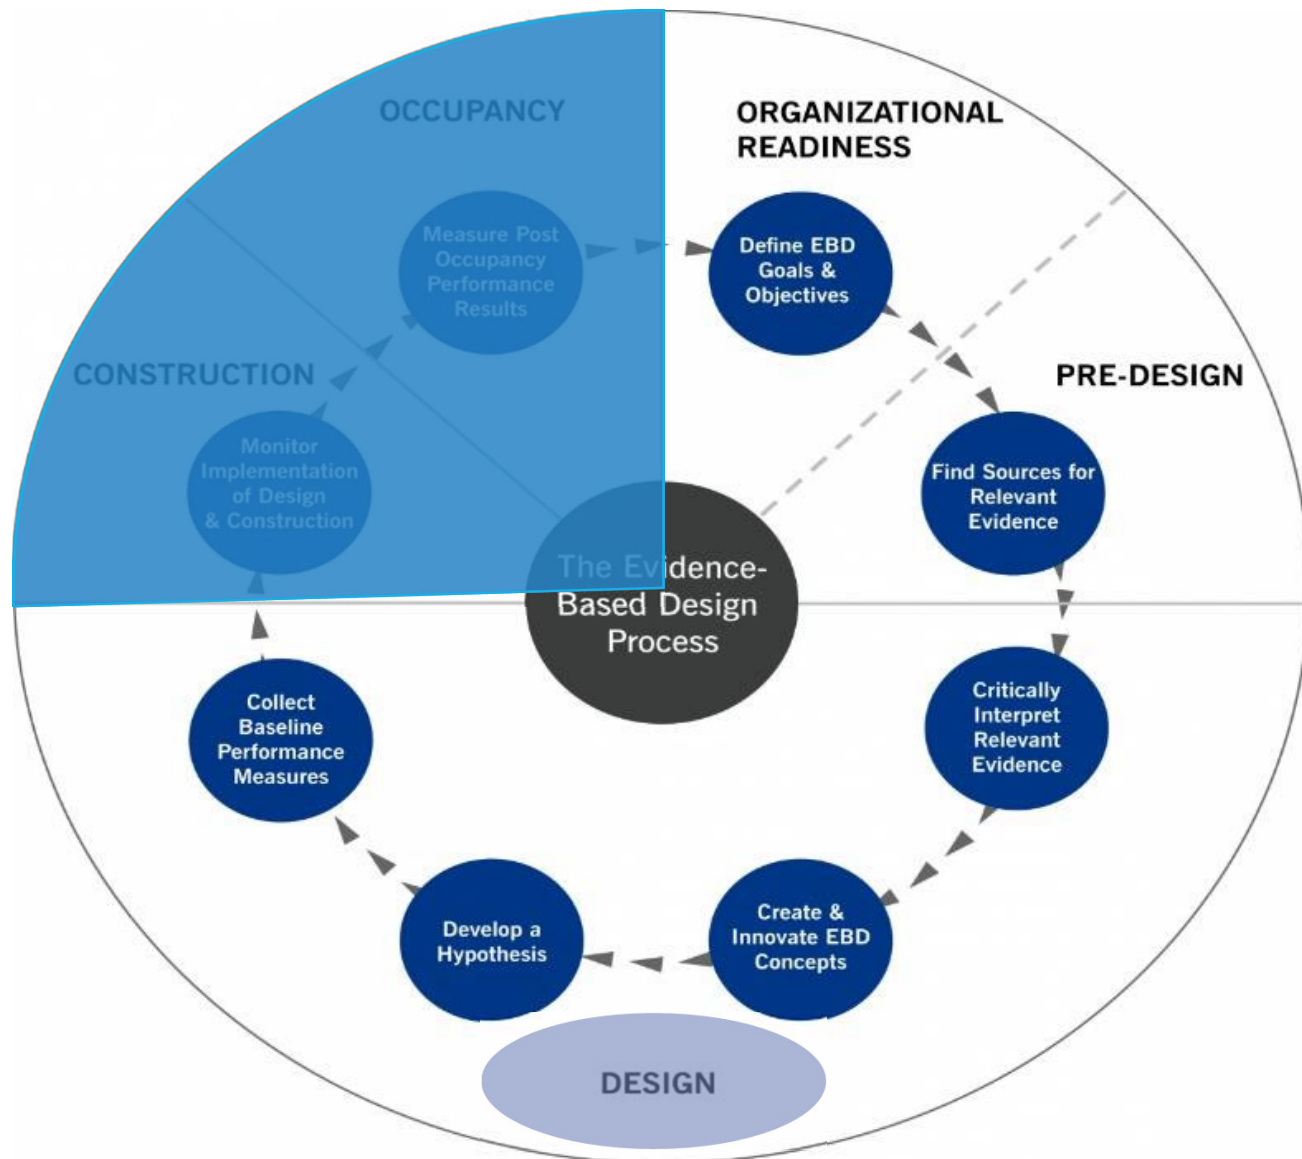 OCCUPANCY
ORGANIZATIONAL
READINESS
Measure Post
Occupancy
Performance
Results
Define EBD
Goals &
Objectives
CONSTRUCTION
PRE-DESIGN
Monitor
Implementation
of Design
& Construction
Find Sources for
Relevant
Evidence
The Evidence-
Based Design
Process
Collect
Baseline
Performance
Measures
Critically
Interpret
Relevant
Evidence
Develop a
Hypothesis
Create &
Innovate EBD
Concepts
DESIGN